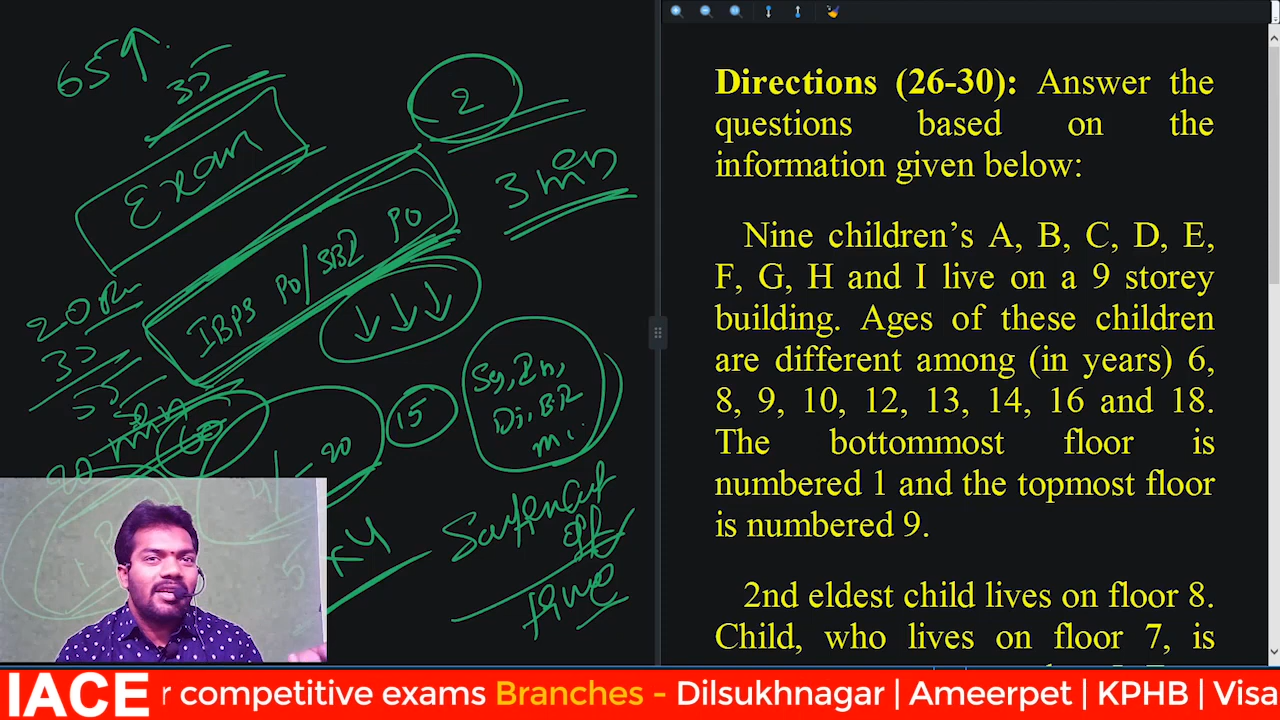 65↑
35
Exam
2
3 min
IBPS PO/SBI PO
35
15
60
20 min
Directions (26-30): Answer the
questions based on the
information given below:
Nine children's A, B, C, D, E,
F, G, H and I live on a 9 storey
building. Ages of these children
are different among (in years) 6,
8, 9, 10, 12, 13, 14, 16 and 18.
The bottommost floor is
numbered 1 and the topmost floor
is numbered 9.
2nd eldest child lives on floor 8.
Child, who lives on floor 7, is
IACE
r competitive exams Branches - Dilsukhnagar | Ameerpet | KPHB | Visa